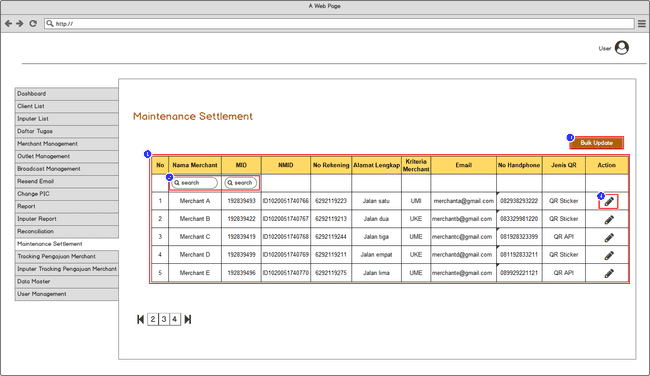 A Web Page
http://
User
Dashboard
Client List
Inputer List
Daftar Tugas
Merchant Management
Outlet Management
Broadcast Management
Resend Email
Change PIC
Report
Inputer Report
Reconciliation
Maintenance Settlement
Tracking Pengajuan Merchant
Inputer Tracking Pengajuan Merchant
Data Master
User Management
Maintenance Settlement
Bulk Update
No Nama Merchant MID NMID No Rekening Alamat Lengkap Kriteria Merchant Email No Handphone Jenis QR Action
search search
1 Merchant A 192839493 ID1020051740766 6292119223 Jalan satu UMI merchanta@gmail.com 082938293222 QR Sticker
2 Merchant B 192839422 ID1020051740767 6292119213 Jalan dua UKE merchantb@gmail.com 083329981220 QR Sticker
3 Merchant C 192839419 ID1020051740768 6292119244 Jalan tiga UME merchantc@gmail.com 081928323399 QR API
4 Merchant D 192839499 ID1020051740769 6292119211 Jalan empat UKE merchantd@gmail.com 081192833211 QR Sticker
5 Merchant E 192839496 ID1020051740770 6292119275 Jalan lima UME merchante@gmail.com 089929221121 QR API
2 3 4